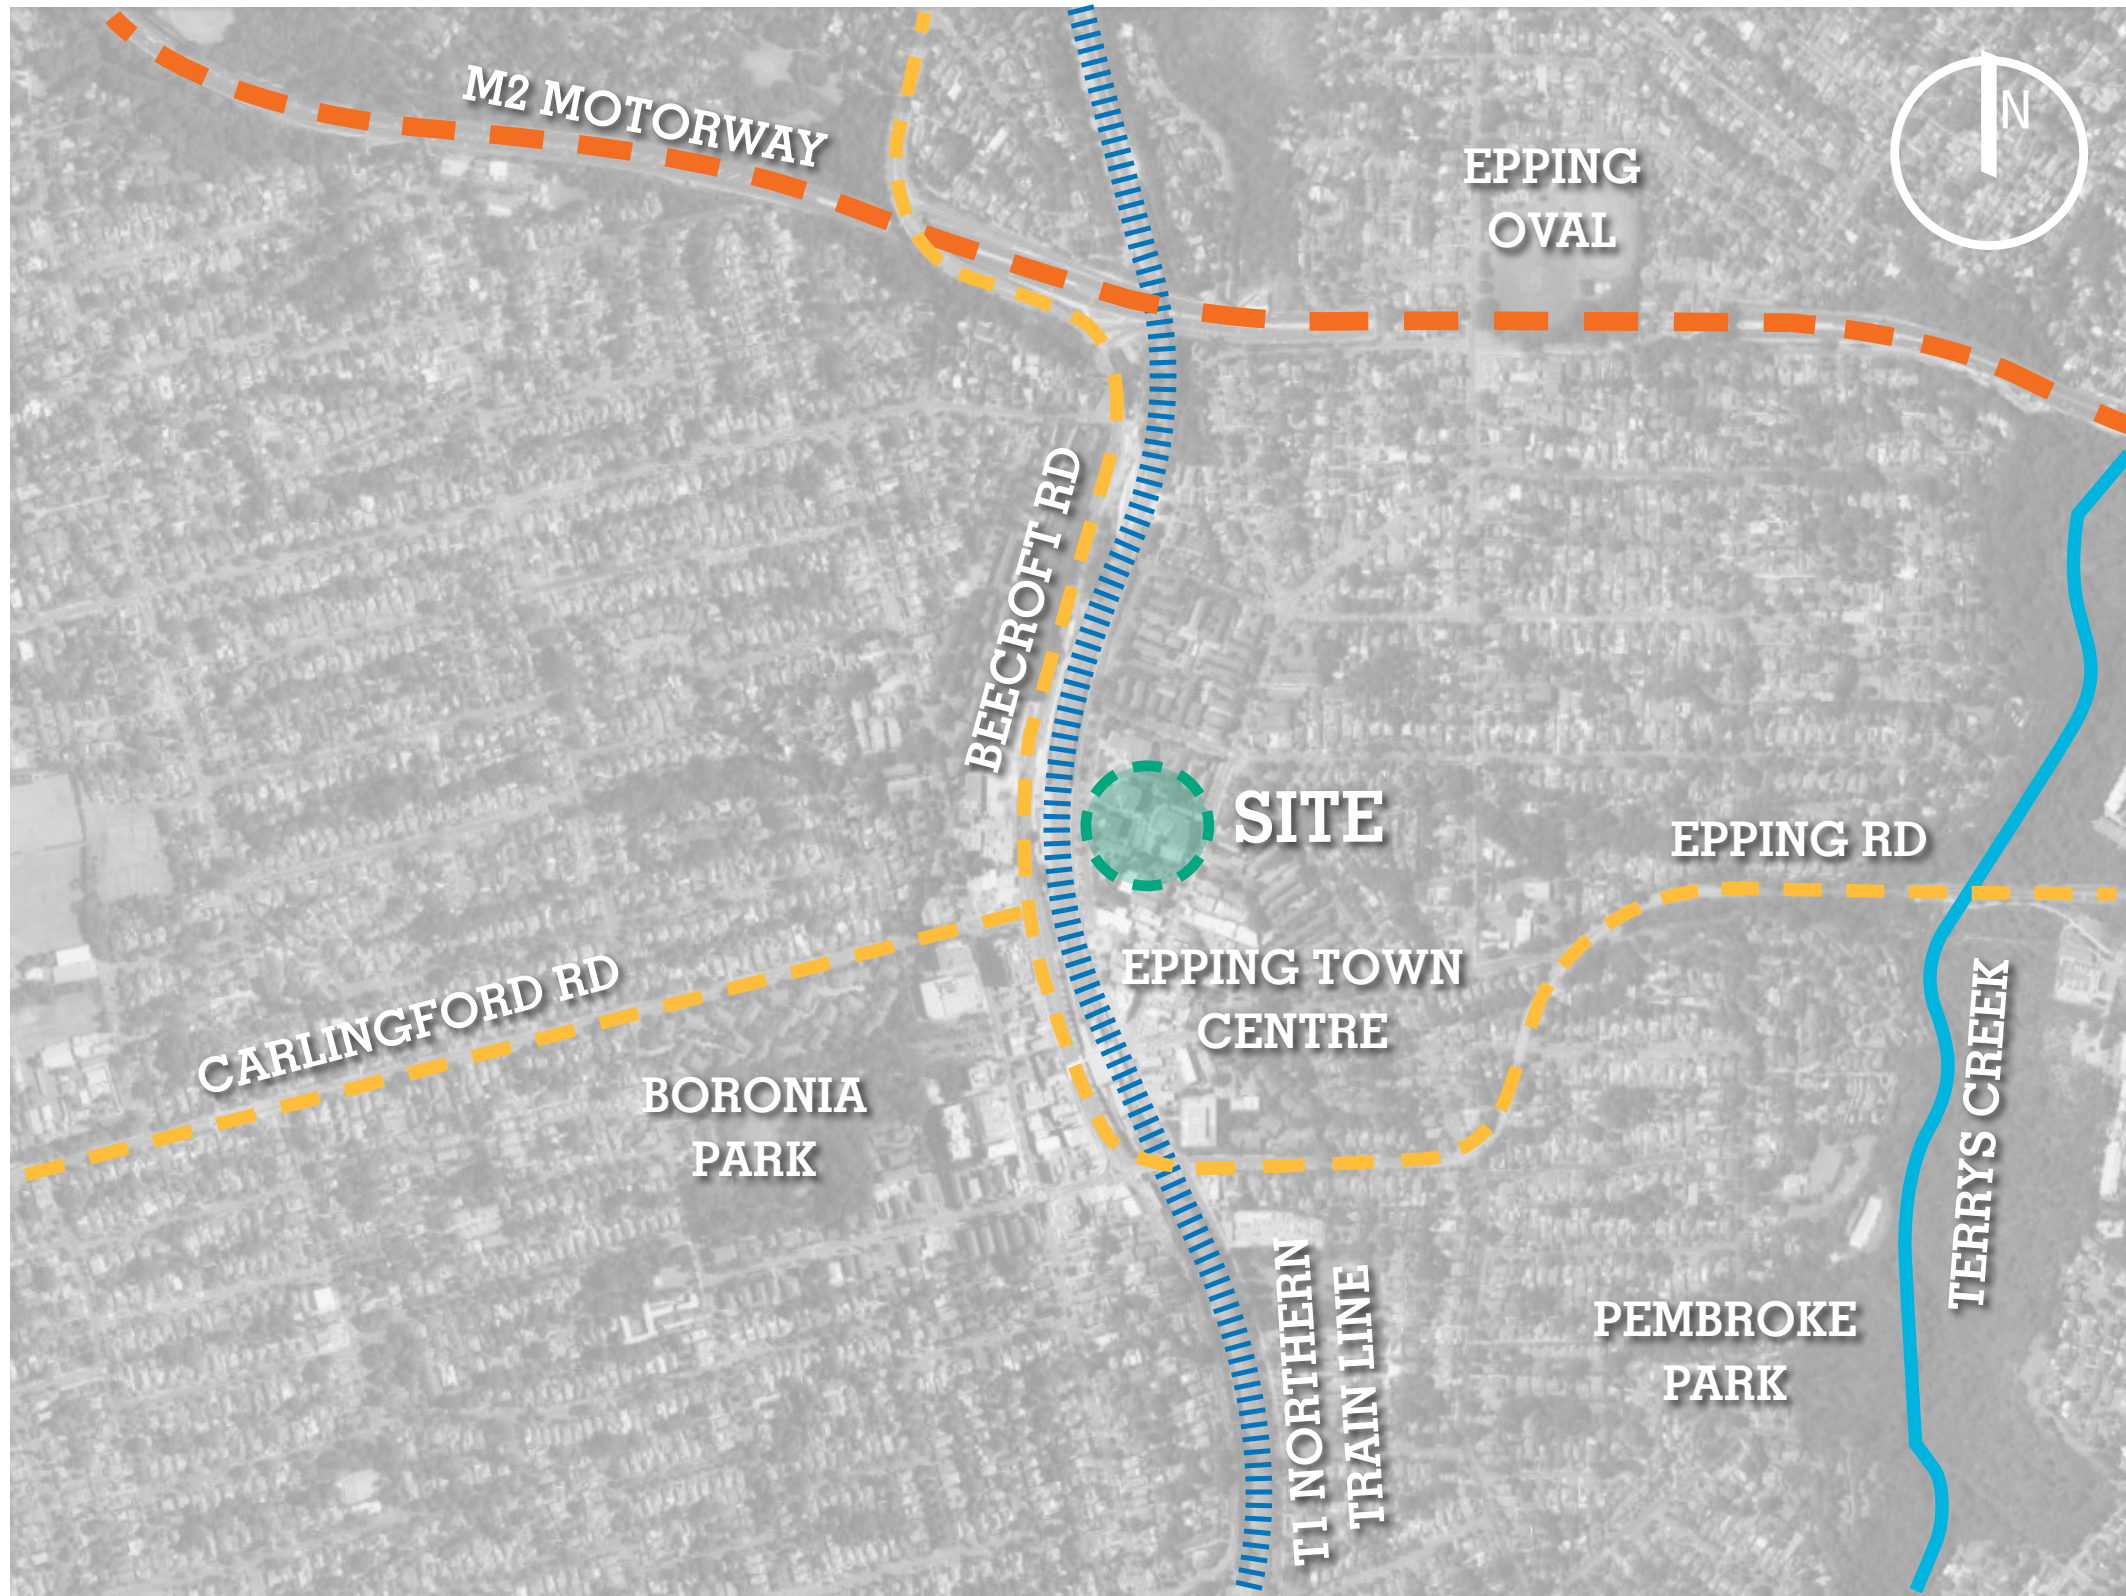 M2 MOTORWAY
N
EPPING
OVAL
BEECROFT RD
SITE
EPPING RD
EPPING TOWN
CENTRE
CARLINGFORD RD
BORONIA
PARK
TERRYS CREEK
T1 NORTHERN
TRAIN LINE
PEMBROKE
PARK